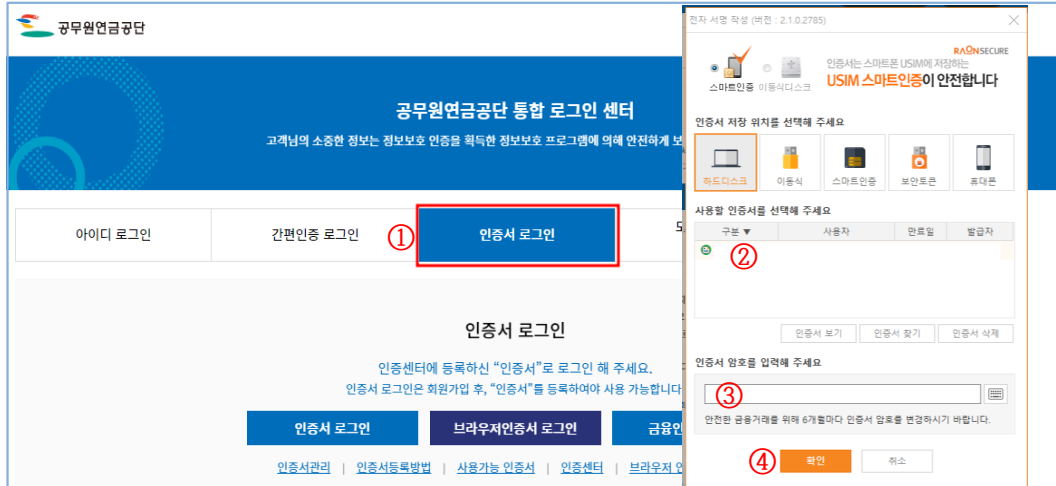 공무원연금공단
공무원연금공단 통합 로그인 센터
고객님의 소중한 정보는 정보보호 인증을 획득한 정보보호 프로그램에 의해 안전하게 보
아이디 로그인
간편인증 로그인
①
인증서 로그인
인증서 로그인
인증센터에 등록하신 “인증서”로 로그인 해 주세요.
인증서 로그인은 회원가입 후, “인증서”를 등록하여야 사용 가능합니다
인증서 로그인
브라우저인증서 로그인
금융인
인증서관리 | 인증서등록방법 | 사용가능 인증서 | 인증센터 | 브라우저 인
전자 서명 작성 (버전 : 2.1.0.2785)
RAONSECURE
스마트인증
이동식디스크
인증서는 스마트폰 USIM에 저장하는
USIM 스마트인증이 안전합니다
인증서 저장 위치를 선택해 주세요
하드디스크
이동식
스마트인증
보안토큰
휴대폰
사용할 인증서를 선택해 주세요
구분 ▼
사용자
만료일
발급자
②
인증서 보기
인증서 찾기
인증서 삭제
인증서 암호를 입력해 주세요
③
안전한 금융거래를 위해 6개월마다 인증서 암호를 변경하시기 바랍니다.
④
확인
취소